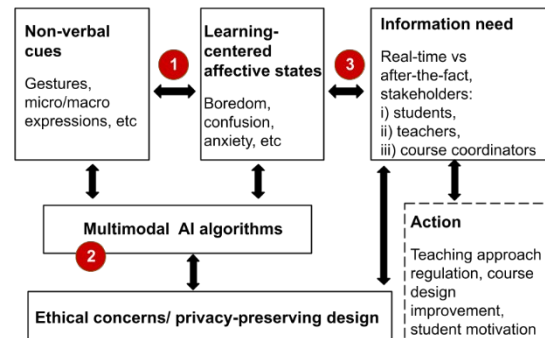 Non-verbal
cues
Gestures,
micro/macro
expressions, etc
1
Learning-
centered
affective states
Boredom,
confusion,
anxiety, etc
3
Information need
Real-time vs
after-the-fact,
stakeholders:
i) students,
ii) teachers,
iii) course coordinators
Multimodal AI algorithms
2
Action
Teaching approach
regulation, course
design
improvement,
student motivation
Ethical concerns/ privacy-preserving design